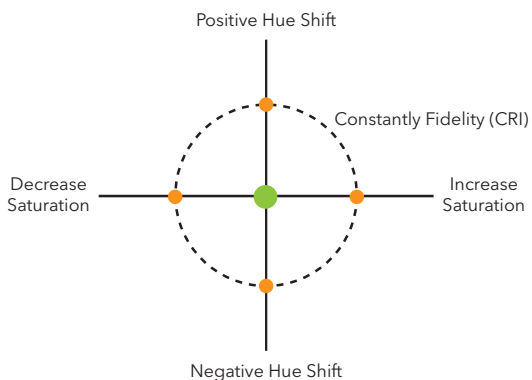 Positive Hue Shift
Constantly Fidelity (CRI)
Decrease
Saturation
Increase
Saturation
Negative Hue Shift